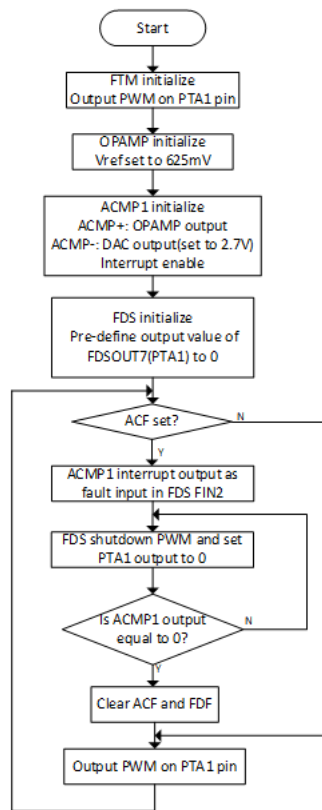 Start
FTM initialize
Output PWM on PTA1 pin
OPAMP initialize
Vref set to 625mV
ACMP1 initialize
ACMP+: OPAMP output
ACMP-: DAC output(set to 2.7V)
Interrupt enable
FDS initialize
Pre-define output value of
FDSOUT7(PTA1) to 0
ACF set?
N
Y
ACMP1 interrupt output as
fault input in FDS FIN2
FDS shutdown PWM and set
PTA1 output to 0
Is ACMP1 output
equal to 0?
N
Y
Clear ACF and FDF
Output PWM on PTA1 pin